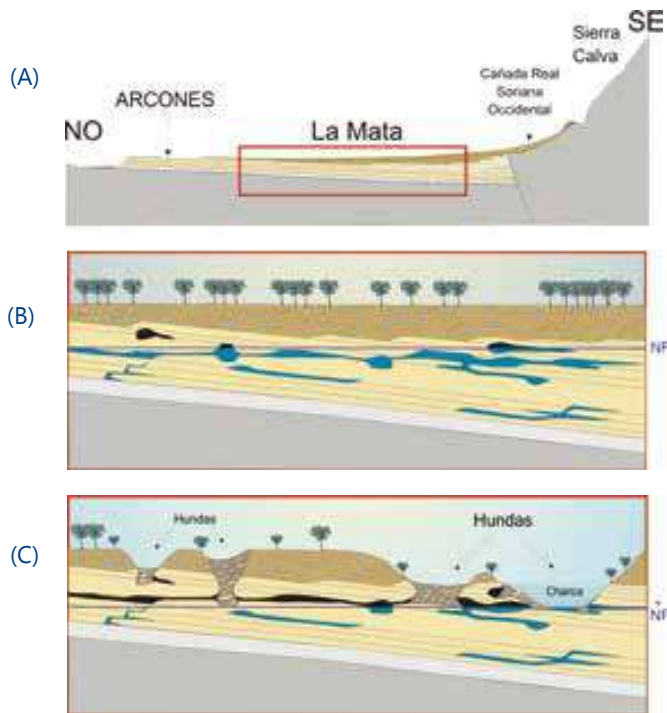 (A)
SE
Sierra
Calva
Cañada Real
Soriana
Occidental
ARCONES
NO
La Mata
(B)
NF
(C)
Hundas
Hundas
Charca
NF